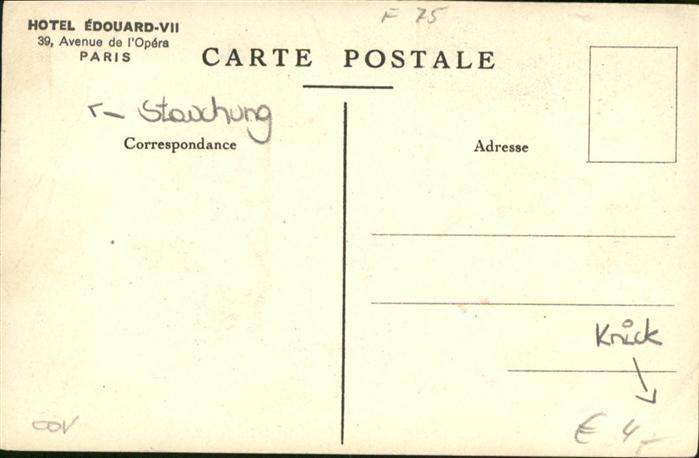 F 75
HOTEL ÉDOUARD-VII
39, Avenue de l'Opéra
PARIS
CARTE POSTALE
Stauchung
Correspondance
Adresse
Knick
€ 4,-